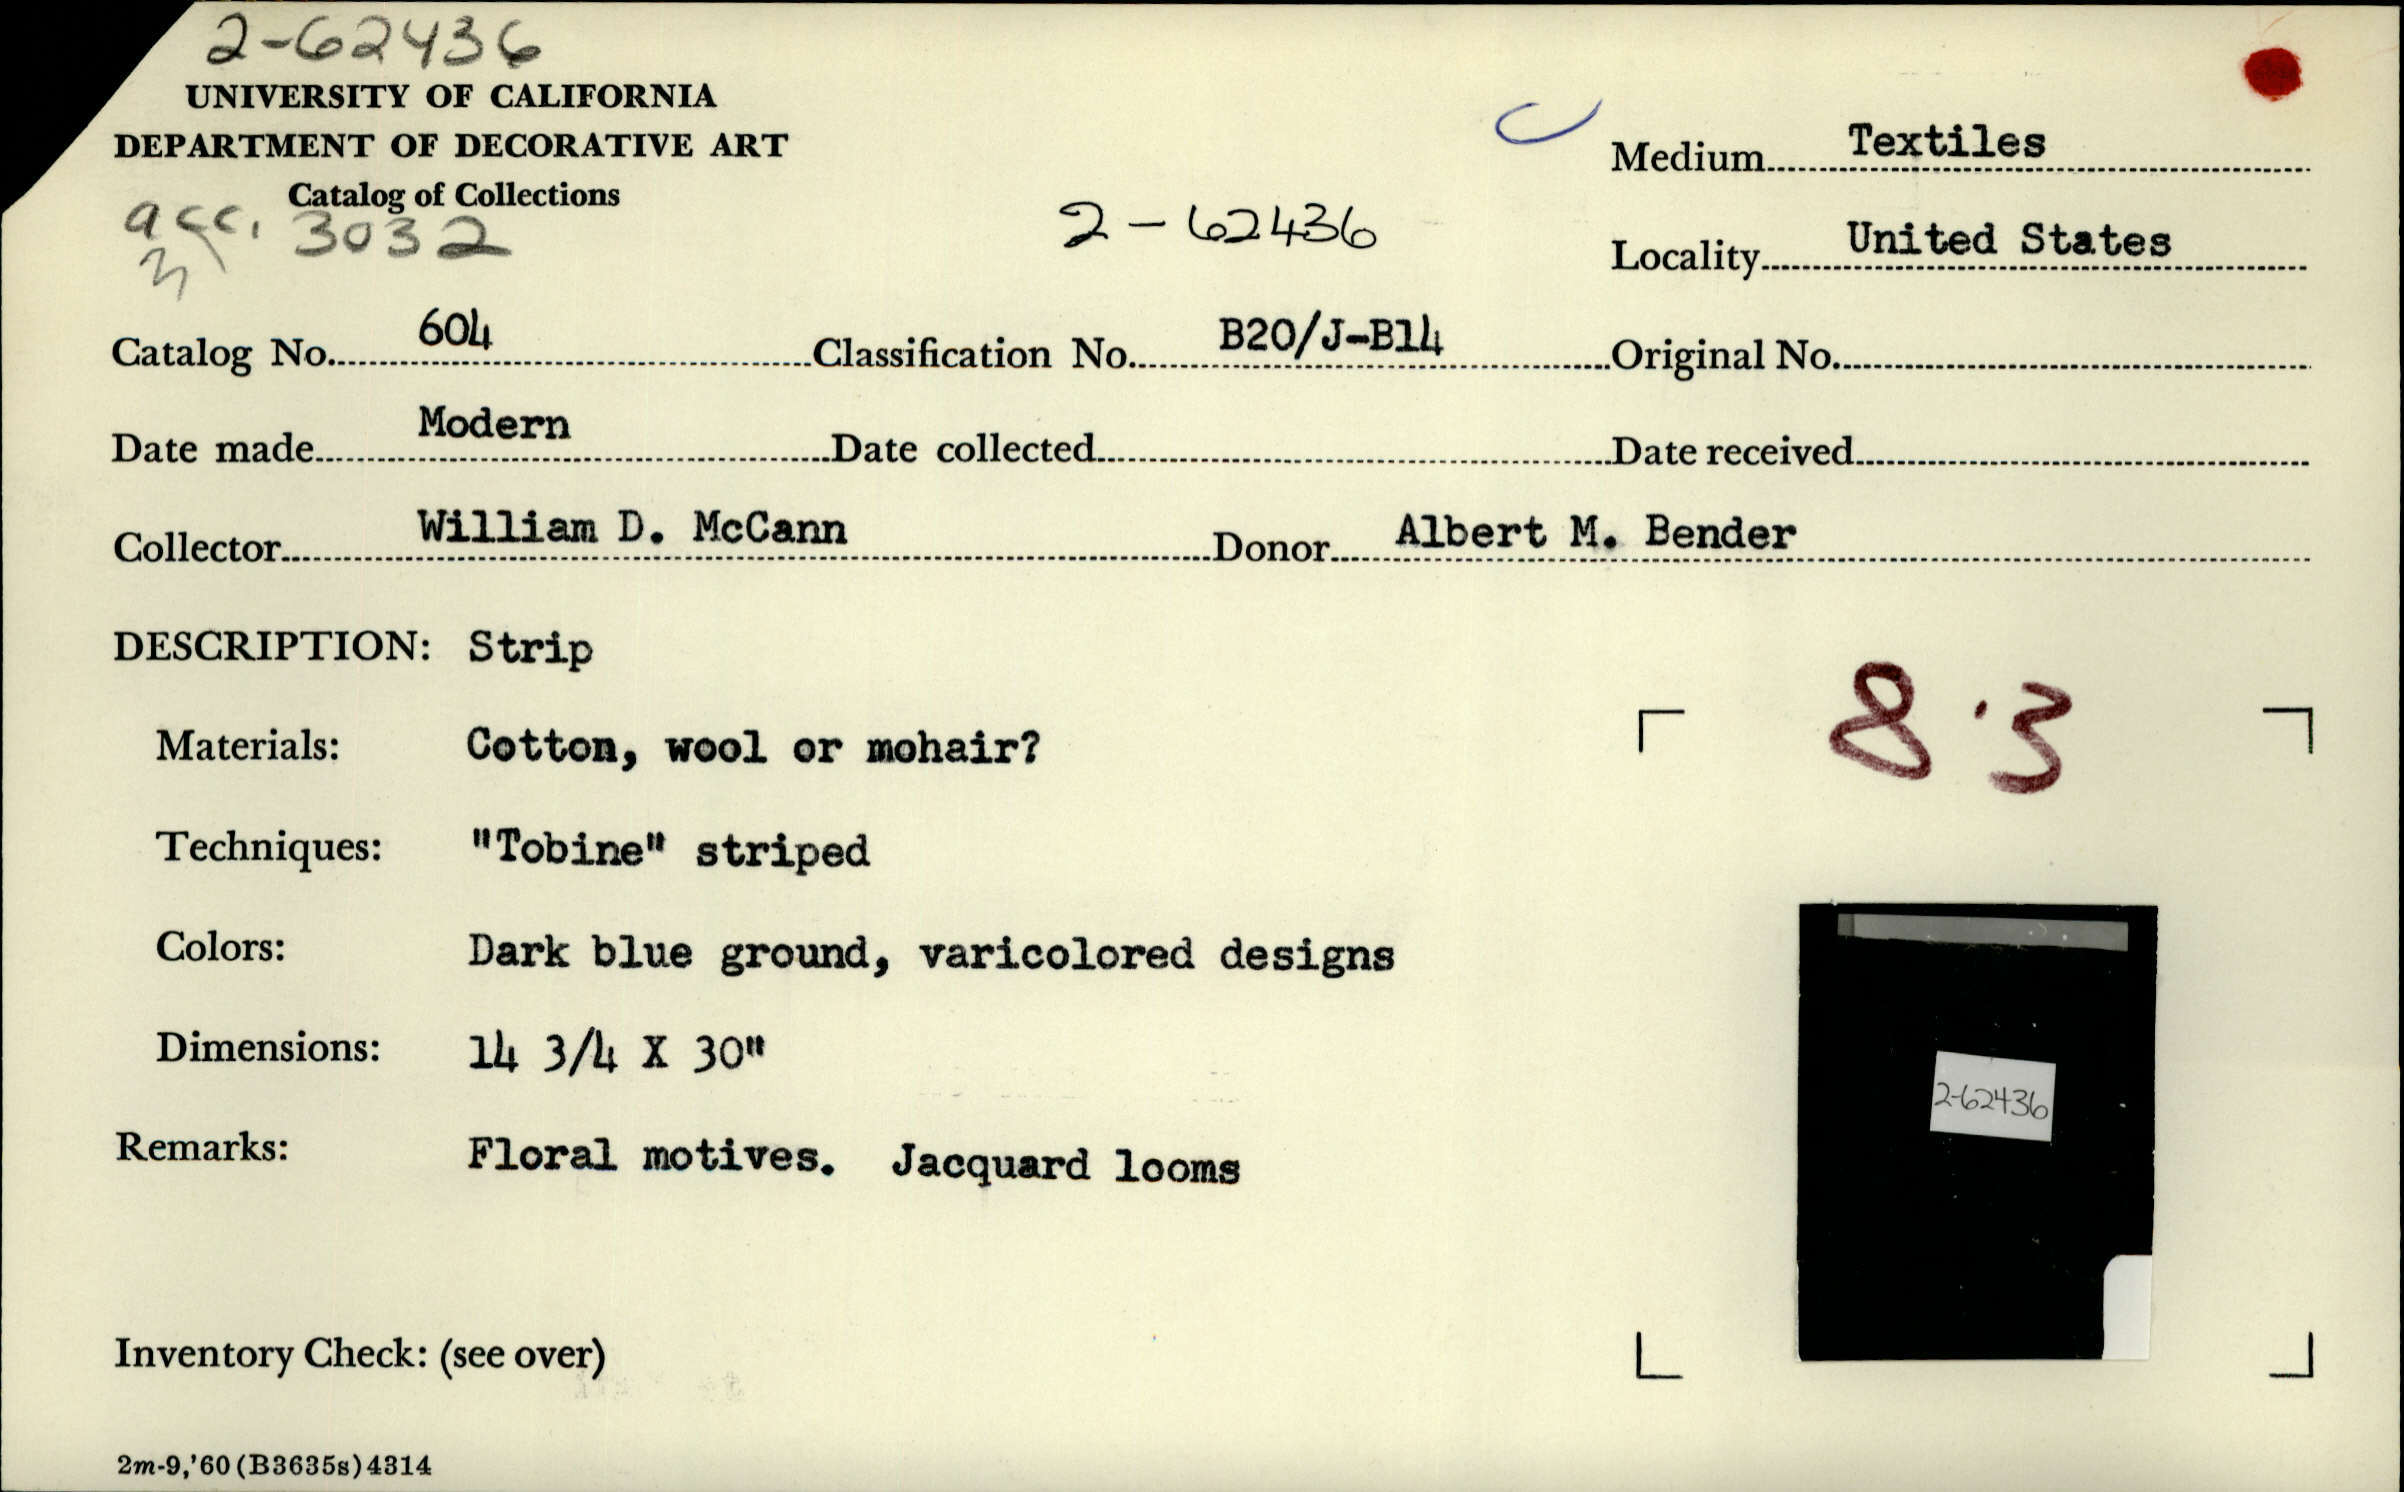 2-62436
UNIVERSITY OF CALIFORNIA
DEPARTMENT OF DECORATIVE ART
Catalog of Collections
acc. 3032
3
2-62436
Medium Textiles
Locality United States
Catalog No. 604 Classification No. B20/J-B14 Original No.
Date made Modern Date collected Date received
Collector William D. McCann Donor Albert M. Bender
DESCRIPTION: Strip
Materials: Cotton, wool or mohair?
8.3
Techniques: "Tobine" striped
Colors: Dark blue ground, varicolored designs
Dimensions: 14 3/4 X 30"
2-62436
Remarks: Floral motives. Jacquard looms
Inventory Check: (see over)
2m-9,'60(B3635s)4314